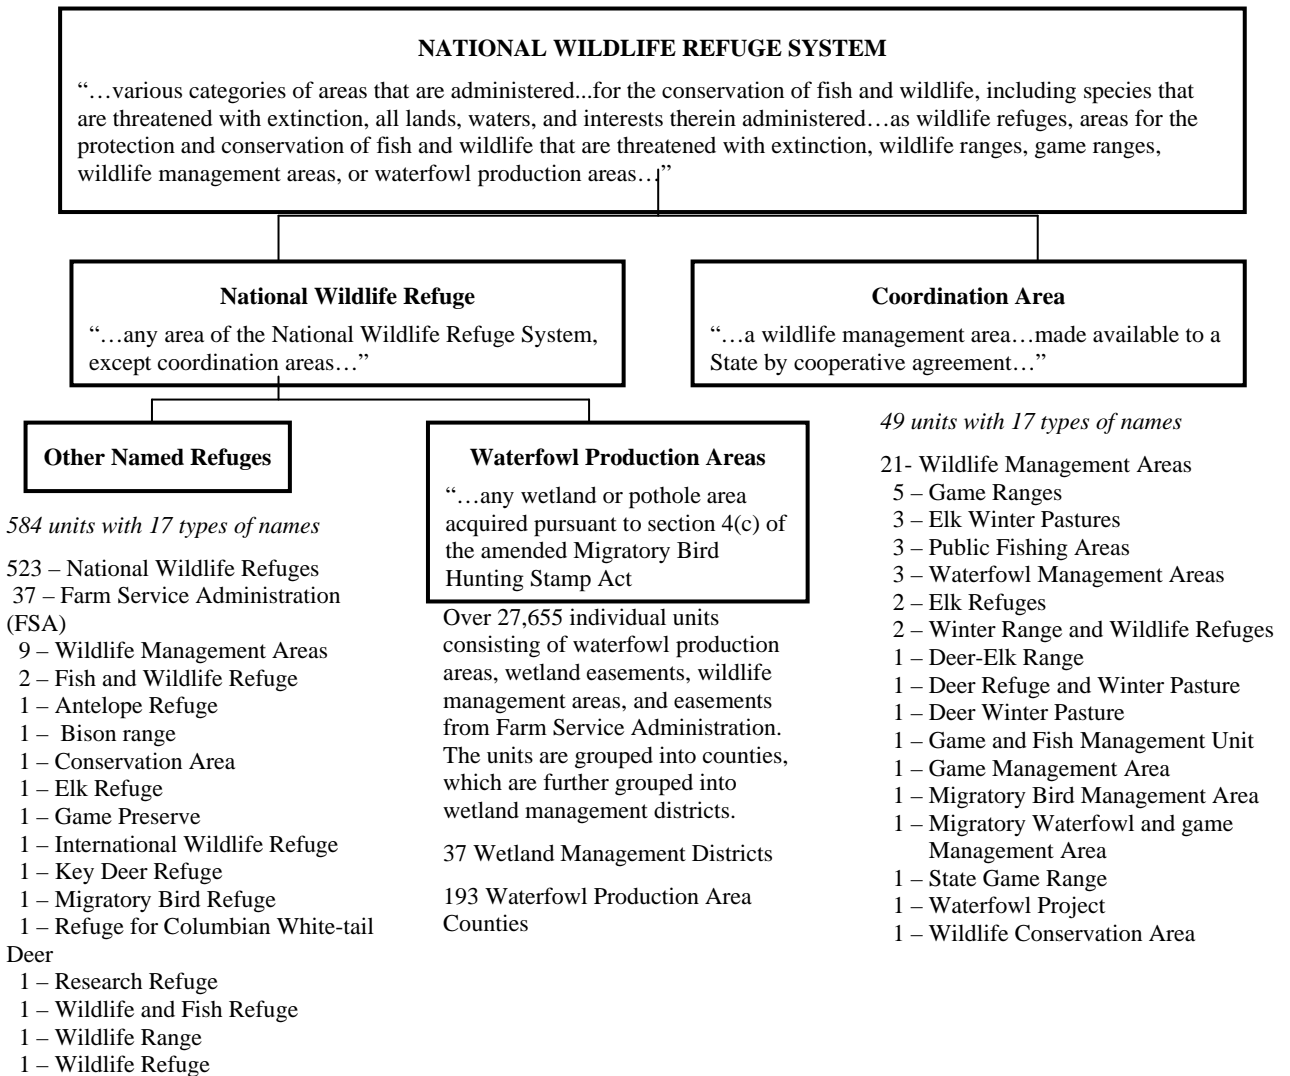 NATIONAL WILDLIFE REFUGE SYSTEM
“…various categories of areas that are administered...for the conservation of fish and wildlife, including species that
are threatened with extinction, all lands, waters, and interests therein administered…as wildlife refuges, areas for the
protection and conservation of fish and wildlife that are threatened with extinction, wildlife ranges, game ranges,
wildlife management areas, or waterfowl production areas…”
National Wildlife Refuge
“…any area of the National Wildlife Refuge System,
except coordination areas…”
Coordination Area
“…a wildlife management area…made available to a
State by cooperative agreement…”
Other Named Refuges
584 units with 17 types of names
523 – National Wildlife Refuges
37 – Farm Service Administration
(FSA)
9 – Wildlife Management Areas
2 – Fish and Wildlife Refuge
1 – Antelope Refuge
1 – Bison range
1 – Conservation Area
1 – Elk Refuge
1 – Game Preserve
1 – International Wildlife Refuge
1 – Key Deer Refuge
1 – Migratory Bird Refuge
1 – Refuge for Columbian White-tail
Deer
1 – Research Refuge
1 – Wildlife and Fish Refuge
1 – Wildlife Range
1 – Wildlife Refuge
Waterfowl Production Areas
“…any wetland or pothole area
acquired pursuant to section 4(c) of
the amended Migratory Bird
Hunting Stamp Act
Over 27,655 individual units
consisting of waterfowl production
areas, wetland easements, wildlife
management areas, and easements
from Farm Service Administration.
The units are grouped into counties,
which are further grouped into
wetland management districts.
37 Wetland Management Districts
193 Waterfowl Production Area
Counties
49 units with 17 types of names
21- Wildlife Management Areas
5 – Game Ranges
3 – Elk Winter Pastures
3 – Public Fishing Areas
3 – Waterfowl Management Areas
2 – Elk Refuges
2 – Winter Range and Wildlife Refuges
1 – Deer-Elk Range
1 – Deer Refuge and Winter Pasture
1 – Deer Winter Pasture
1 – Game and Fish Management Unit
1 – Game Management Area
1 – Migratory Bird Management Area
1 – Migratory Waterfowl and game
Management Area
1 – State Game Range
1 – Waterfowl Project
1 – Wildlife Conservation Area